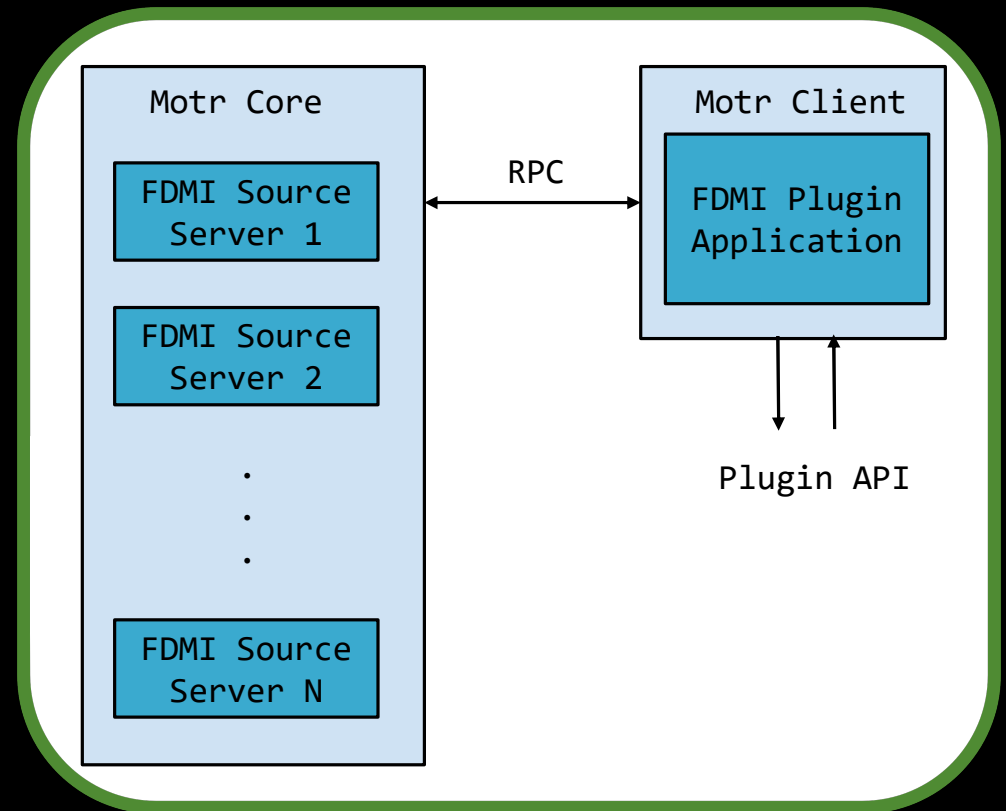 Motr Core
FDMI Source
Server 1
FDMI Source
Server 2
.
.
.
FDMI Source
Server N
RPC
Motr Client
FDMI Plugin
Application
Plugin API